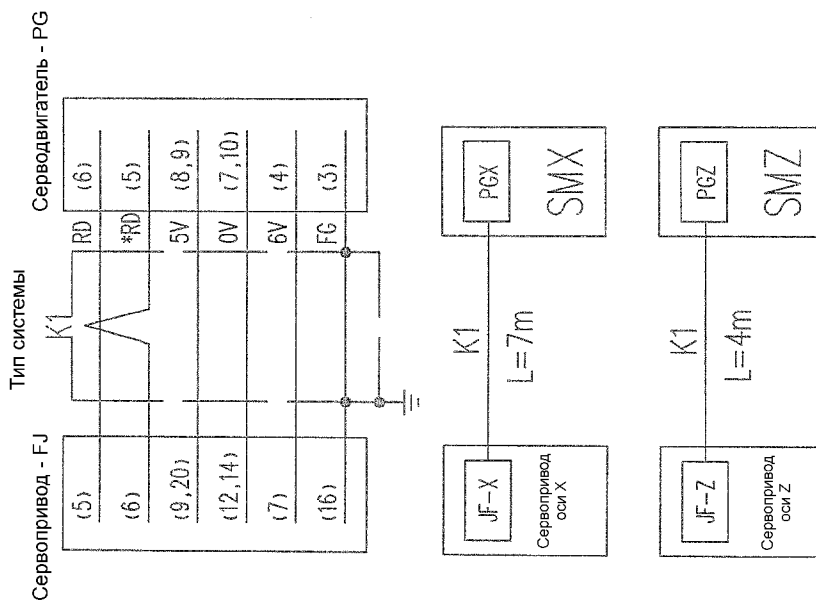 Тип системы
Сервопривод - FJ
Серводвигатель - PG
K1
(5)
RD
(6)
(6)
*RD
(5)
(9,20)
5V
(8,9)
(12,14)
0V
(7,10)
(7)
6V
(4)
(16)
FG
(3)
JF-X
Сервопривод
оси X
K1
L=7m
PGX
SMX
JF-Z
Сервопривод
оси Z
K1
L=4m
PGZ
SMZ